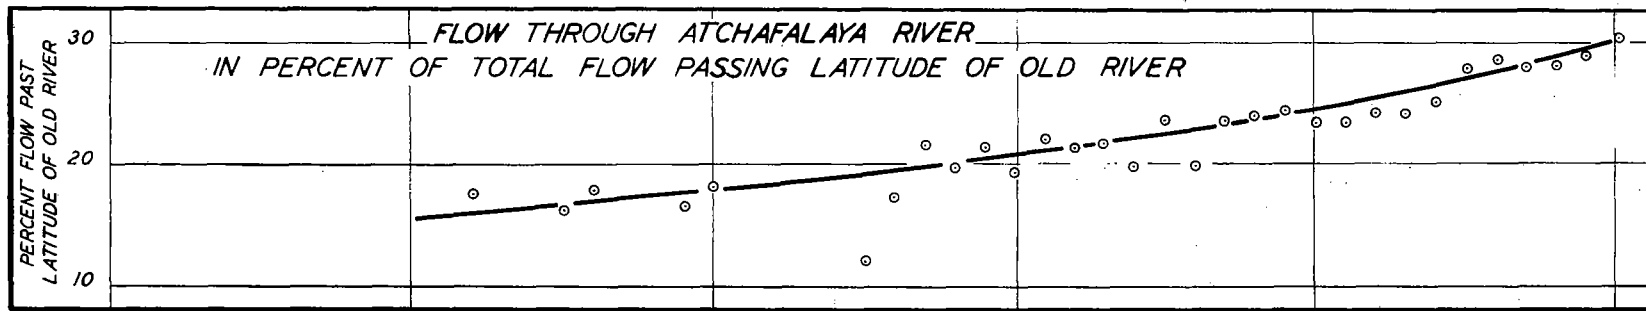 FLOW THROUGH ATCHAFALAYA RIVER
IN PERCENT OF TOTAL FLOW PASSING LATITUDE OF OLD RIVER
PERCENT FLOW PAST
LATITUDE OF OLD RIVER
30
20
10